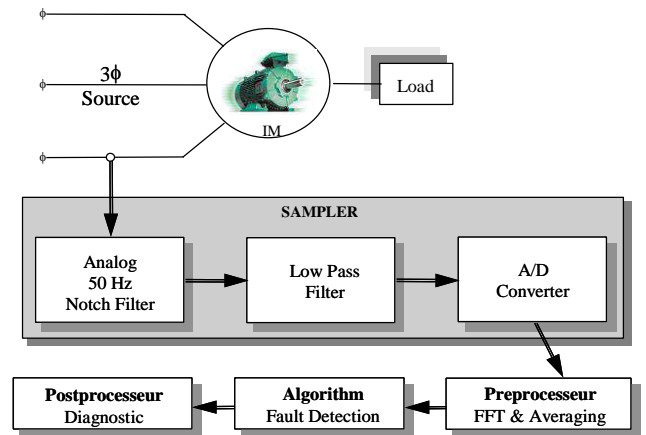 ϕ
3ϕ
ϕ
Source
ϕ
IM
Load
SAMPLER
Analog
50 Hz
Notch Filter
Low Pass
Filter
A/D
Converter
Postprocesseur
Diagnostic
Algorithm
Fault Detection
Preprocesseur
FFT & Averaging